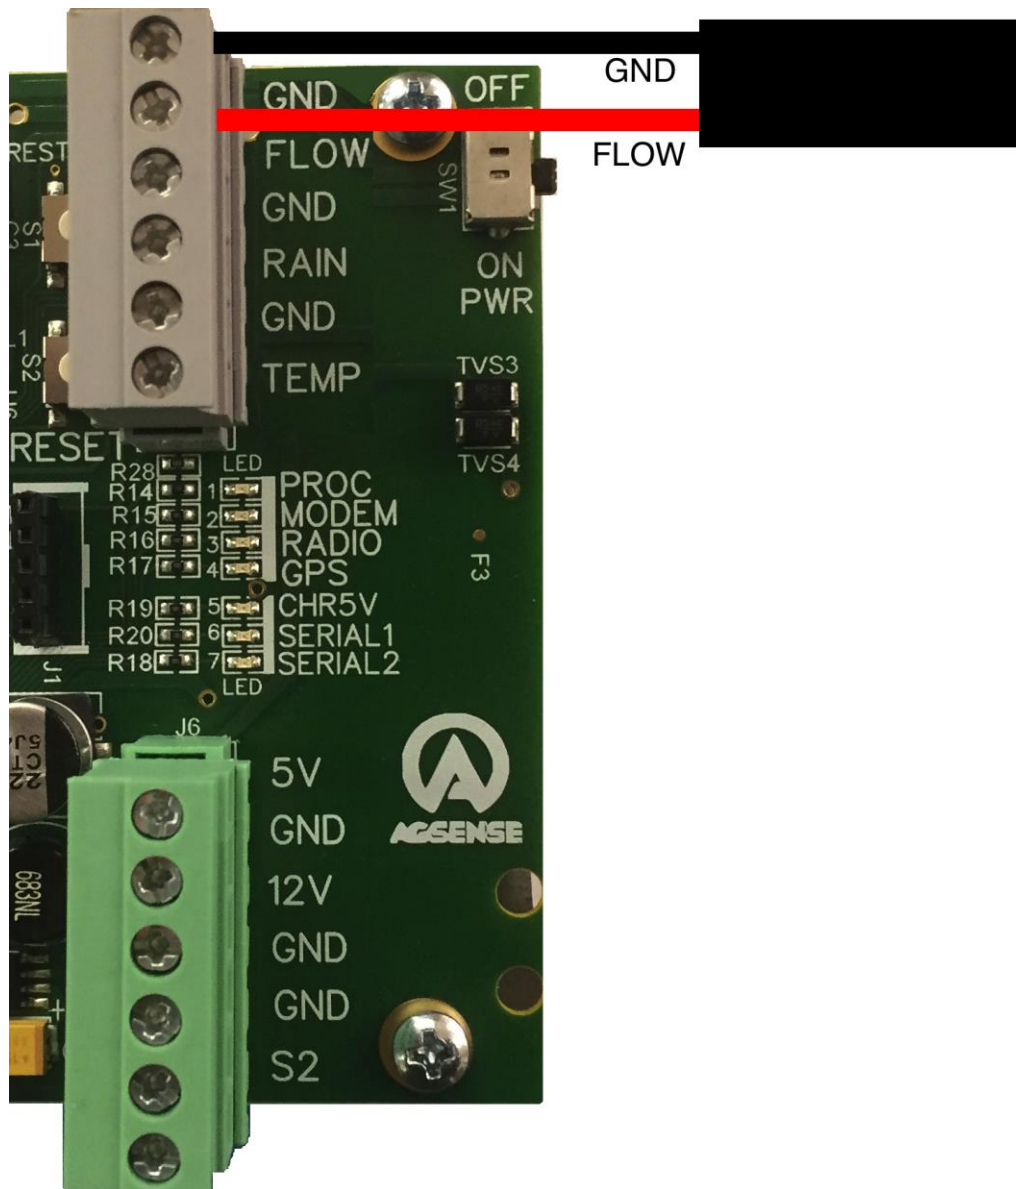 GND
OFF
GND
FLOW
REST
FLOW
SW1
GND
S1
RAIN
ON
PWR
GND
S2
TEMP
TVS3
RESET
LED
TVS4
R28
R14
1
PROC
R15
2
MODEM
R16
3
RADIO
R17
4
GPS
F3
R19
5
CHR5V
R20
6
SERIAL1
R18
7
SERIAL2
J1
LED
J6
5V
GND
AGSENSE
12V
683NL
GND
GND
+
S2